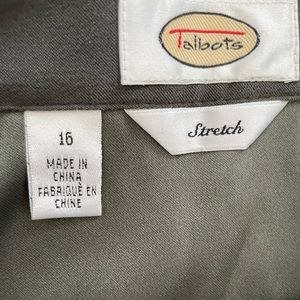 Talbots
16
MADE IN
CHINA
FABRIQUÉ EN
CHINE
Stretch